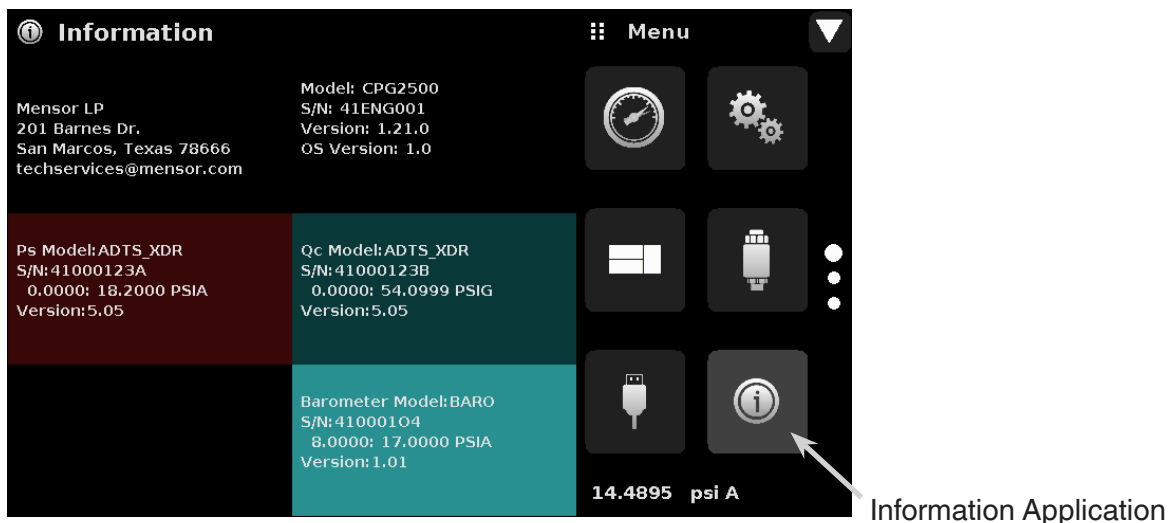 Information
Menu
Mensor LP
201 Barnes Dr.
San Marcos, Texas 78666
techservices@mensor.com
Model: CPG2500
S/N: 41ENG001
Version: 1.21.0
OS Version: 1.0
Ps Model:ADTS_XDR
S/N:41000123A
0.0000: 18.2000 PSIA
Version:5.05
Qc Model:ADTS_XDR
S/N:41000123B
0.0000: 54.0999 PSIG
Version:5.05
Barometer Model:BARO
S/N:41000104
8.0000: 17.0000 PSIA
Version:1.01
14.4895 psi A
Information Application